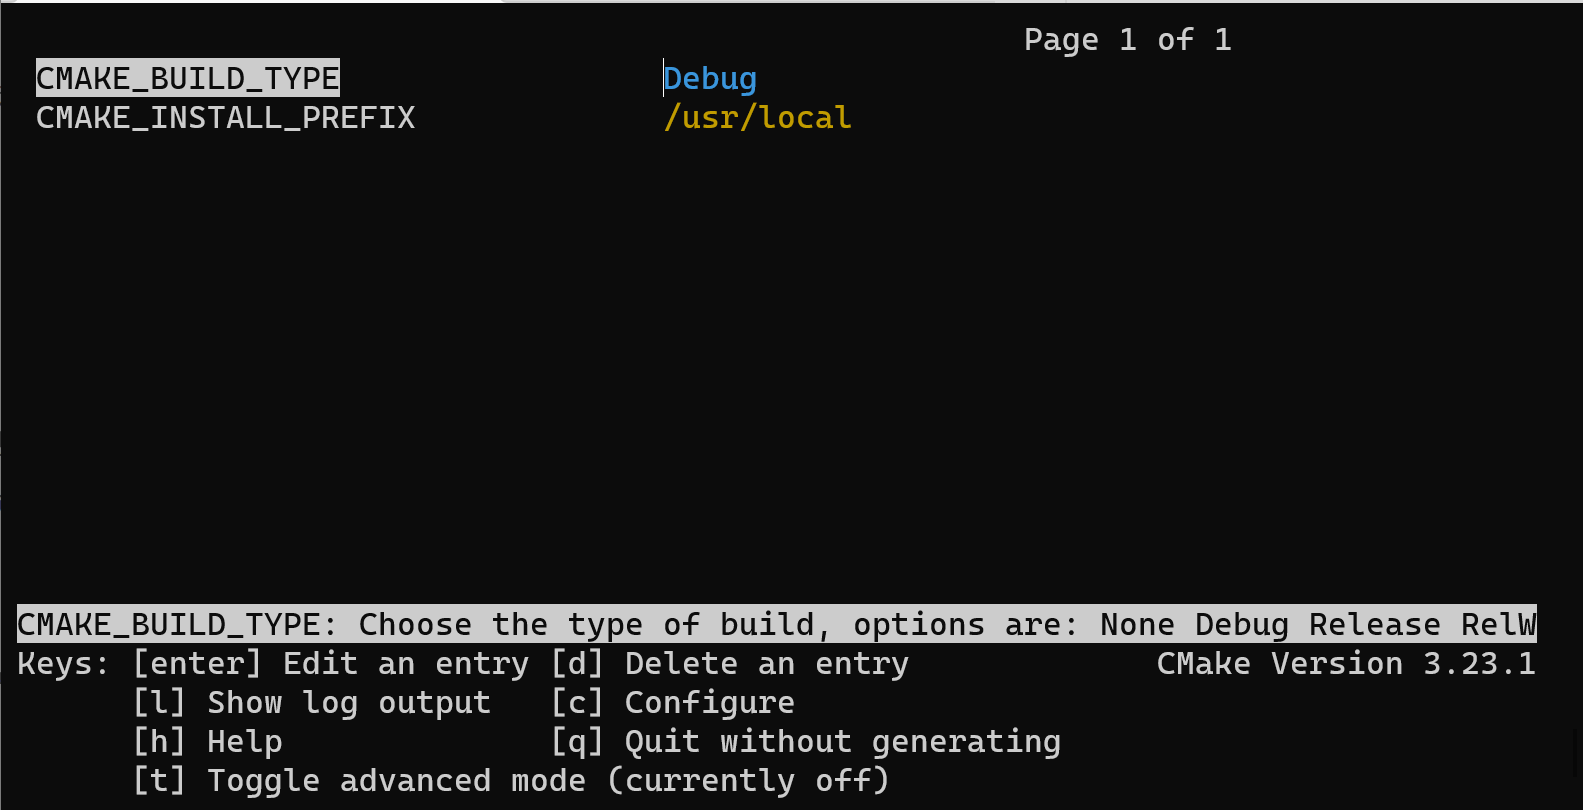 Page 1 of 1
CMAKE_BUILD_TYPE Debug
CMAKE_INSTALL_PREFIX /usr/local
CMAKE_BUILD_TYPE: Choose the type of build, options are: None Debug Release RelW
Keys: [enter] Edit an entry [d] Delete an entry CMake Version 3.23.1
[l] Show log output [c] Configure
[h] Help [q] Quit without generating
[t] Toggle advanced mode (currently off)